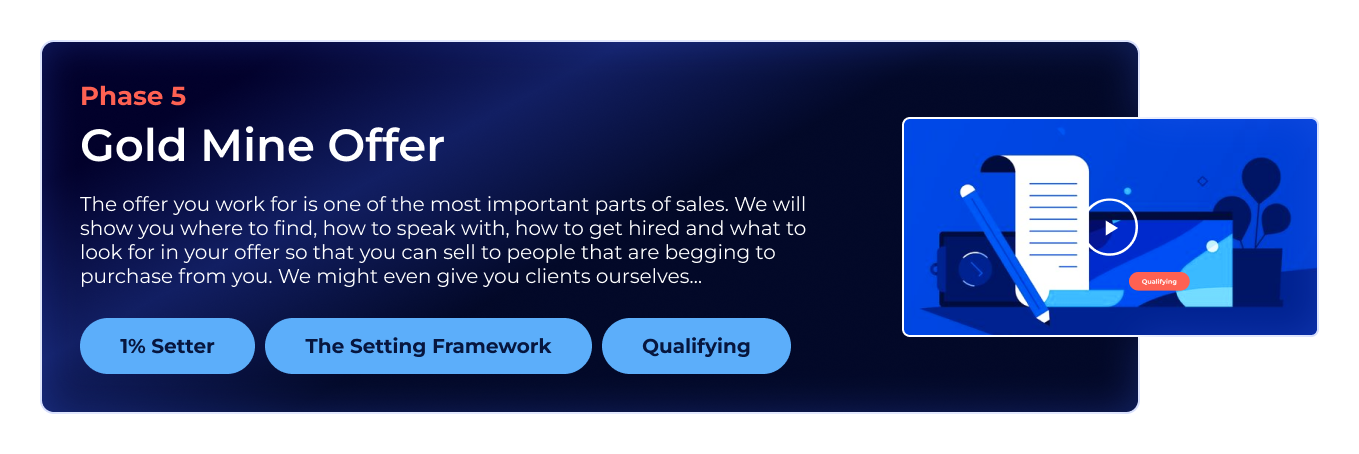 Phase 5
Gold Mine Offer
The offer you work for is one of the most important parts of sales. We will
show you where to find, how to speak with, how to get hired and what to
look for in your offer so that you can sell to people that are begging to
purchase from you. We might even give you clients ourselves...
1% Setter
The Setting Framework
Qualifying
Qualifying